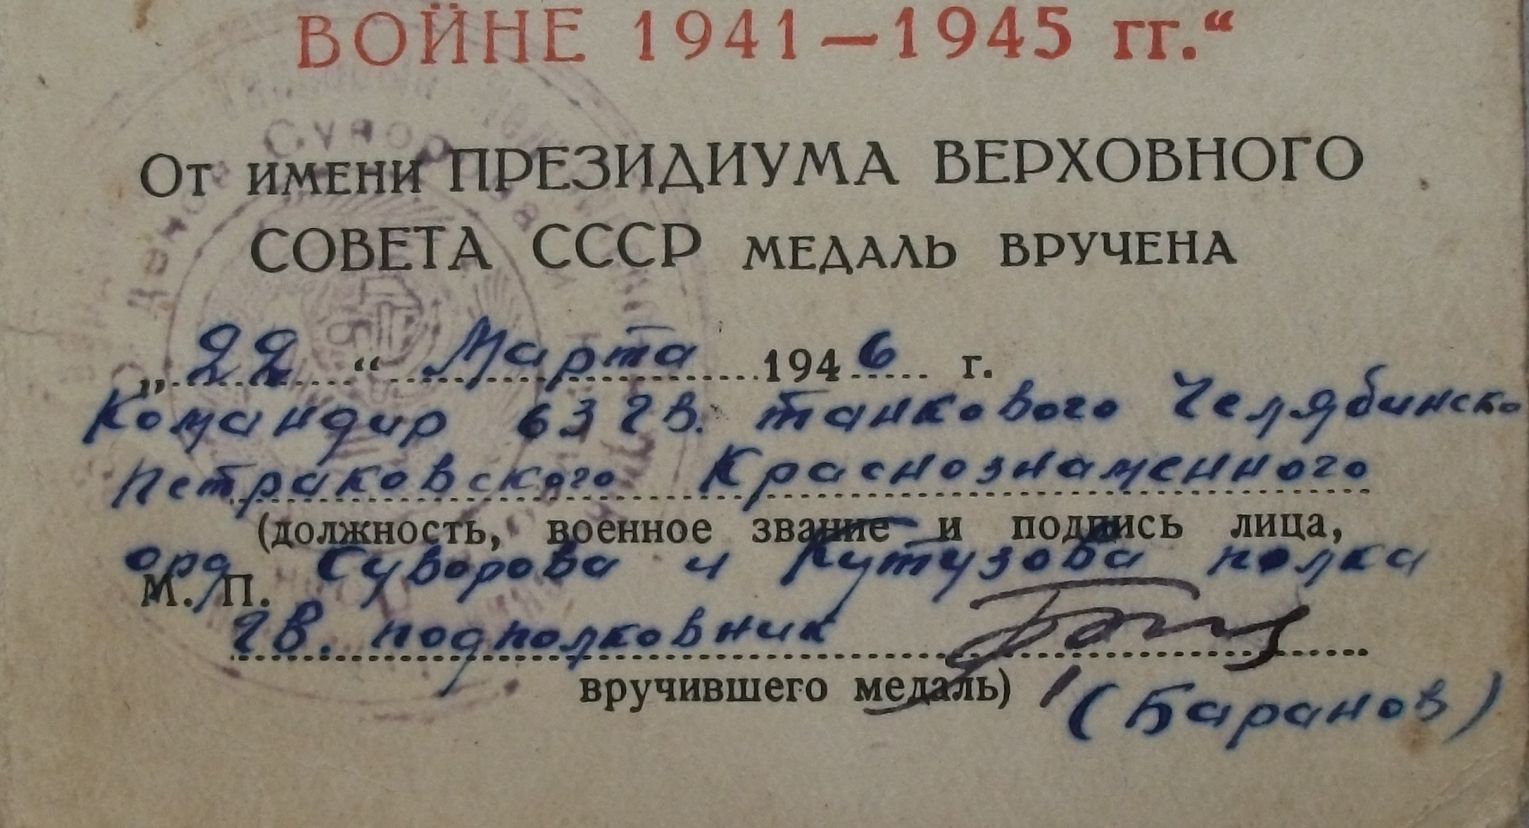 ВОЙНЕ 1941—1945 гг.“
От имени ПРЕЗИДИУМА ВЕРХОВНОГО
СОВЕТА СССР МЕДАЛЬ ВРУЧЕНА
„22“ Марта 1946 г.
Командир 63 гв. танкового Челябинско
Петраковского Краснознаменного
(должность, военное звание и подпись лица,
орд Суворова и Кутузова полка
М. П.
гв. подполковник
вручившего медаль)
(Баранов)